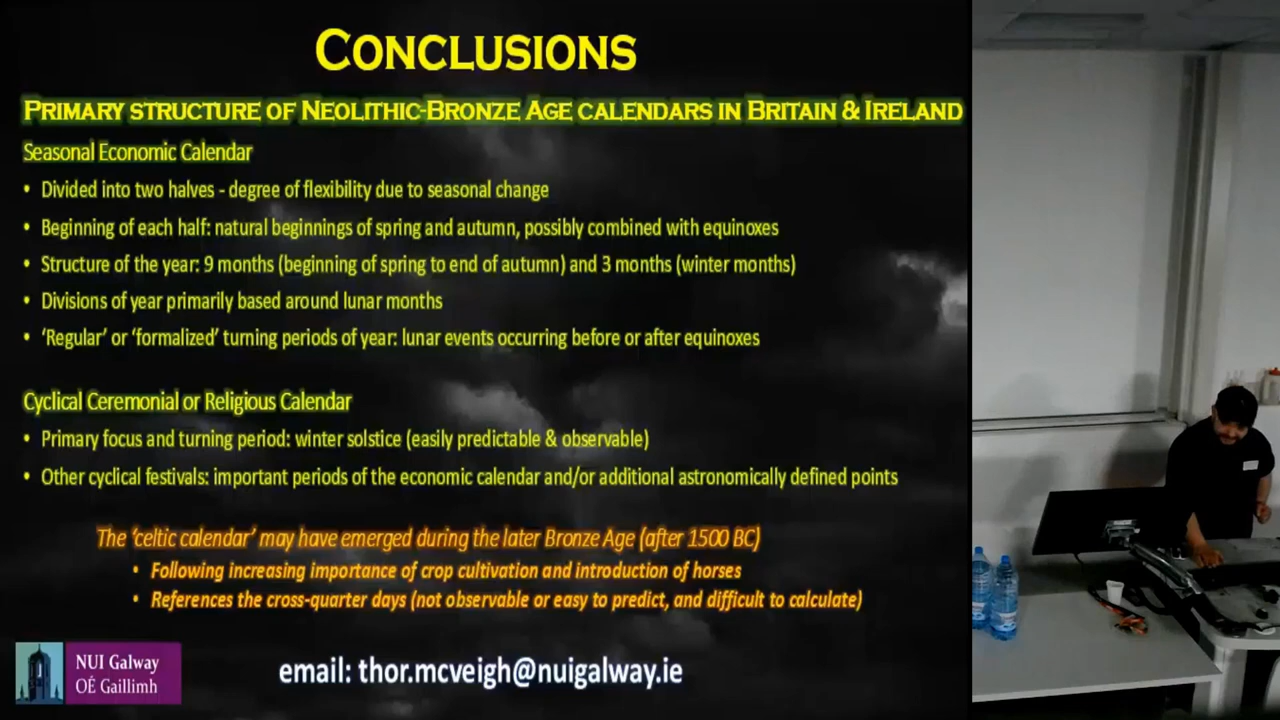 CONCLUSIONS
PRIMARY STRUCTURE OF NEOLITHIC-BRONZE AGE CALENDARS IN BRITAIN & IRELAND
Seasonal Economic Calendar
• Divided into two halves - degree of flexibility due to seasonal change
• Beginning of each half: natural beginnings of spring and autumn, possibly combined with equinoxes
• Structure of the year: 9 months (beginning of spring to end of autumn) and 3 months (winter months)
• Divisions of year primarily based around lunar months
• ‘Regular’ or ‘formalized’ turning periods of year: lunar events occurring before or after equinoxes
Cyclical Ceremonial or Religious Calendar
• Primary focus and turning period: winter solstice (easily predictable & observable)
• Other cyclical festivals: important periods of the economic calendar and/or additional astronomically defined points
The ‘celtic calendar’ may have emerged during the later Bronze Age (after 1500 BC)
• Following increasing importance of crop cultivation and introduction of horses
• References the cross-quarter days (not observable or easy to predict, and difficult to calculate)
NUI Galway
OÉ Gaillimh
email: thor.mcveigh@nuigalway.ie